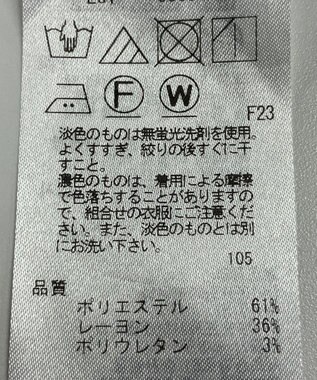 F
W
F23
淡色のものは無蛍光洗剤を使用。
よくすすぎ、絞りの後すぐに干
すこと。
濃色のものは、着用による摩擦
で色落ちすることがありますの
で、組合せの衣服にご注意くだ
さい。また、淡色のものとは別
にお洗い下さい。
105
品質
ポリエステル 61%
レーヨン 36%
ポリウレタン 3%